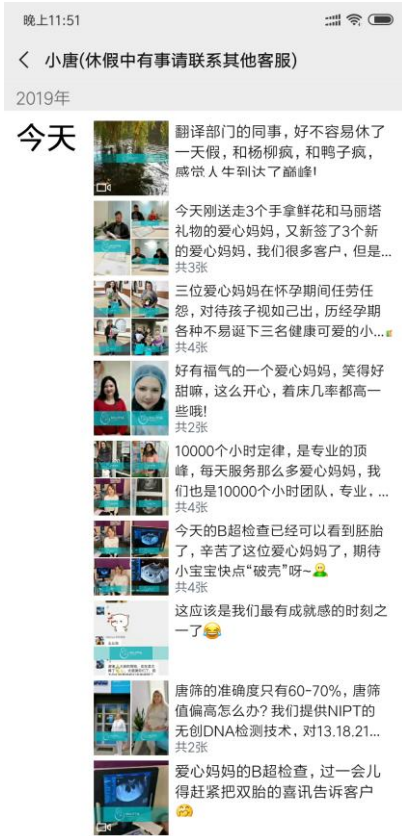 晚上11:51
小唐(休假中有事请联系其他客服)
2019年
今天
翻译部门的同事，好不容易休了
一天假，和杨柳疯，和鸭子疯，
感觉人生到达了巅峰!
今天刚送走3个手拿鲜花和马丽塔
礼物的爱心妈妈，又新签了3个新
的爱心妈妈，我们很多客户，但是...
共3张
三位爱心妈妈在怀孕期间任劳任
怨，对待孩子视如己出，历经孕期
各种不易诞下三名健康可爱的小...
共4张
好有福气的一个爱心妈妈，笑得好
甜嘛，这么开心，着床几率都高一
些哦!
共2张
10000个小时定律，是专业的顶
峰，每天服务那么多爱心妈妈，我
们也是10000个小时团队，专业，...
共4张
今天的B超检查已经可以看到胚胎
了，辛苦了这位爱心妈妈了，期待
小宝宝快点“破壳”呀~
共4张
这应该是我们最有成就感的时刻之
一了
唐筛的准确度只有60-70%，唐筛
值偏高怎么办? 我们提供NIPT的
无创DNA检测技术，对13.18.21...
共2张
爱心妈妈的B超检查，过一会儿
得赶紧把双胎的喜讯告诉客户